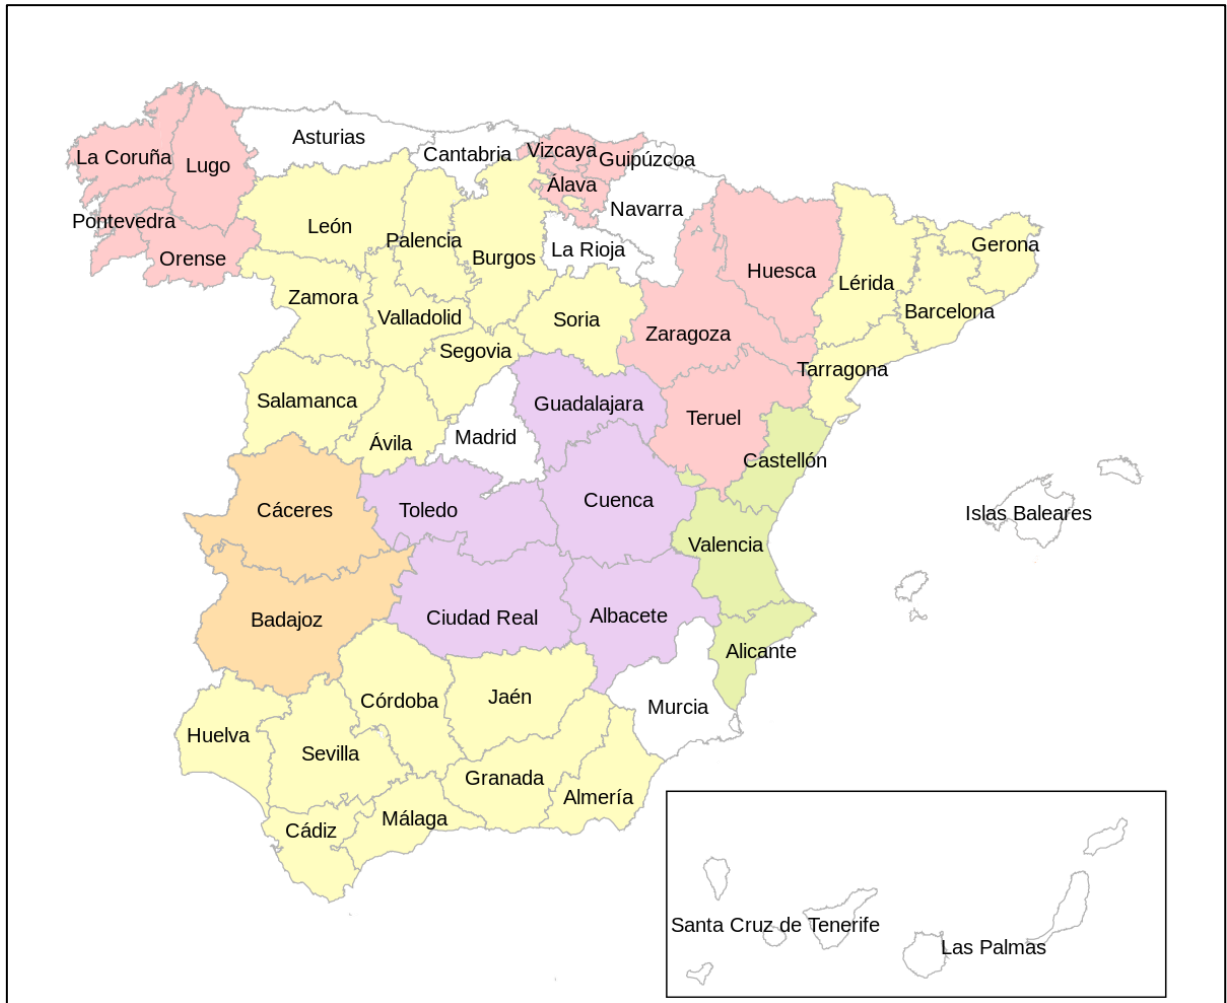 Asturias
Cantabria
Vizcaya
Guipúzcoa
La Coruña
Lugo
Álava
Navarra
Pontevedra
León
Palencia
Burgos
La Rioja
Orense
Huesca
Gerona
Lérida
Zamora
Valladolid
Soria
Barcelona
Zaragoza
Segovia
Tarragona
Salamanca
Guadalajara
Teruel
Ávila
Madrid
Castellón
Cáceres
Toledo
Cuenca
Islas Baleares
Valencia
Badajoz
Ciudad Real
Albacete
Alicante
Córdoba
Jaén
Murcia
Huelva
Sevilla
Granada
Almería
Málaga
Cádiz
Santa Cruz de Tenerife
Las Palmas